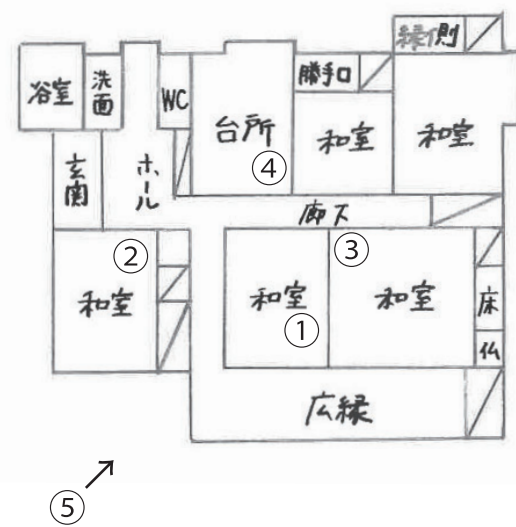 縁側
浴室
洗面
WC
台所
④
勝手口
和室
和室
玄関
ホール
廊下
②
和室
和室
①
③
和室
床
仏
広縁
⑤